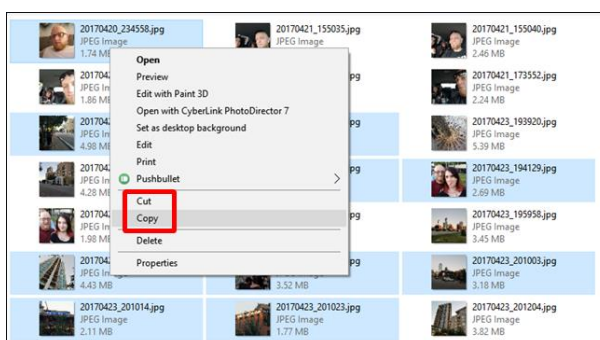 20170420_234558.jpg
JPEG Image
1.74 MB
20170421_155035.jpg
JPEG Image
20170421_155040.jpg
JPEG Image
2.46 MB
1.86 MB
20170421_173552.jpg
JPEG Image
2.24 MB
4.98 MB
20170423_193920.jpg
JPEG Image
5.39 MB
4.28 MB
20170423_194129.jpg
JPEG Image
2.69 MB
1.98 MB
20170423_195958.jpg
JPEG Image
3.45 MB
4.43 MB
3.52 MB
20170423_201003.jpg
JPEG Image
3.18 MB
20170423_201014.jpg
JPEG Image
2.11 MB
20170423_201023.jpg
JPEG Image
1.77 MB
20170423_201204.jpg
JPEG Image
3.82 MB
Open
Preview
Edit with Paint 3D
Open with CyberLink PhotoDirector 7
Set as desktop background
Edit
Print
Pushbullet
Cut
Copy
Delete
Properties